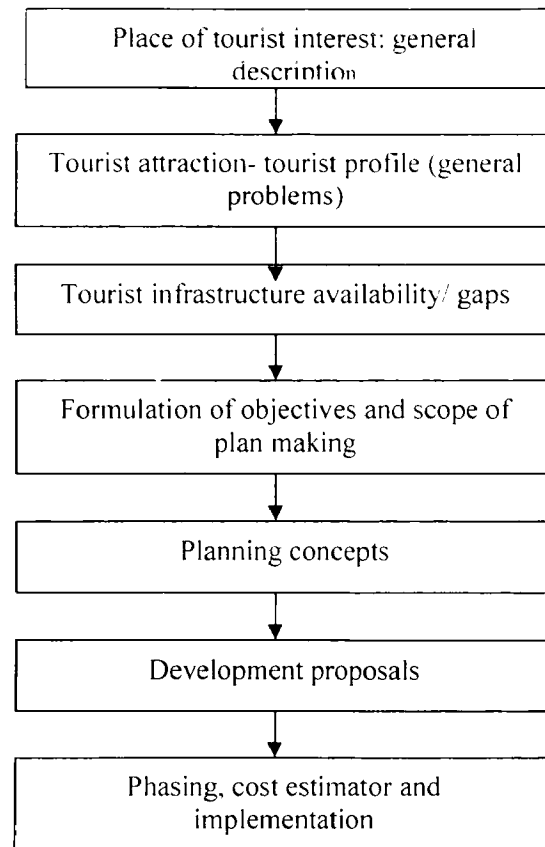 Place of tourist interest: general
description
Tourist attraction- tourist profile (general
problems)
Tourist infrastructure availability/ gaps
Formulation of objectives and scope of
plan making
Planning concepts
Development proposals
Phasing, cost estimator and
implementation